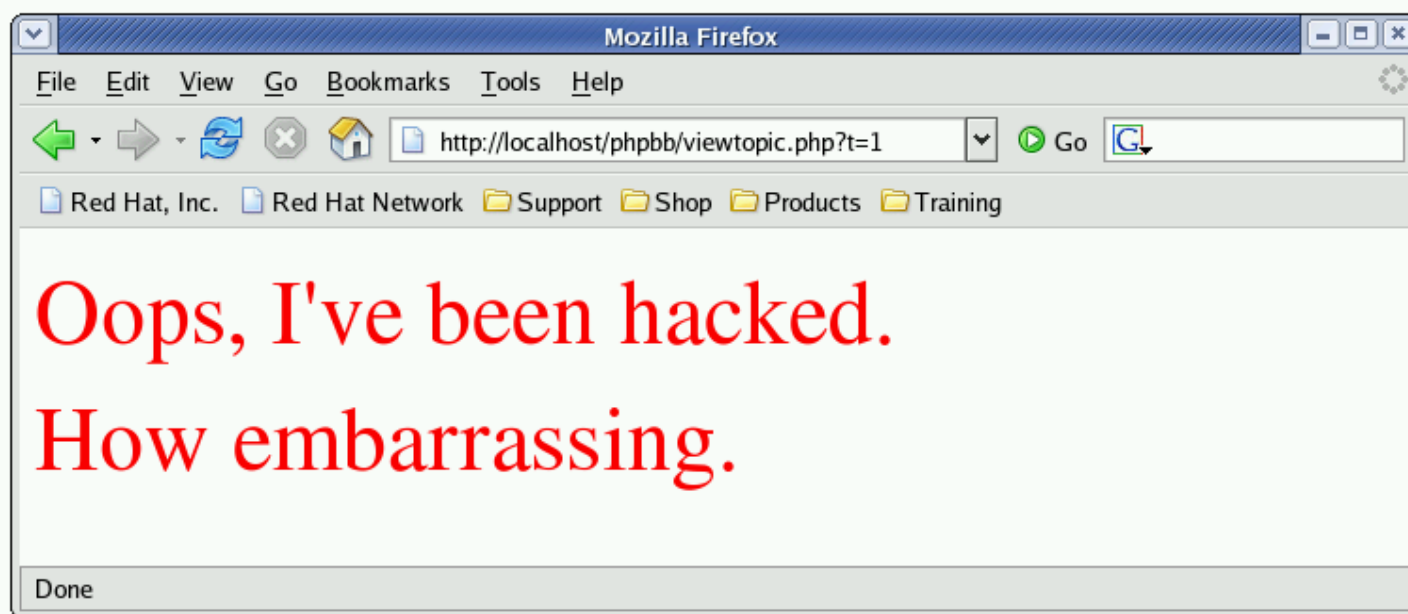 Mozilla Firefox
File Edit View Go Bookmarks Tools Help
http://localhost/phpbb/viewtopic.php?t=1 Go G
Red Hat, Inc. Red Hat Network Support Shop Products Training
Oops, I've been hacked.
How embarrassing.
Done